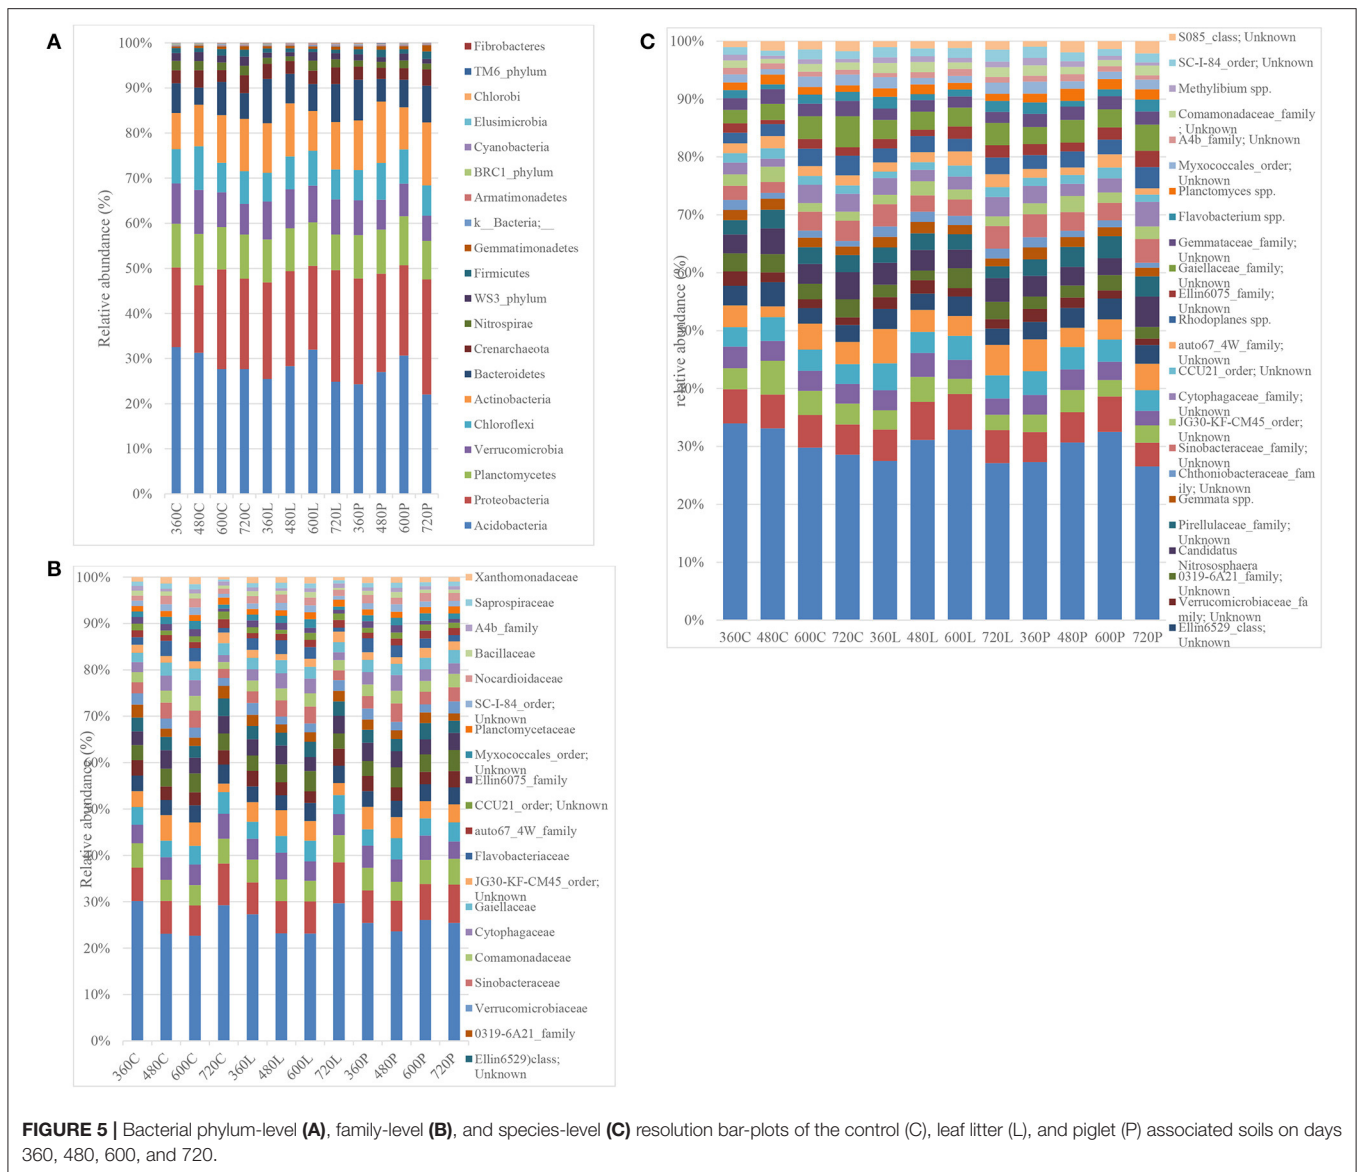 A
Relative abundance (%)
100%
90%
80%
70%
60%
50%
40%
30%
20%
10%
0%
360C
480C
600C
720C
360L
480L
600L
720L
360P
480P
600P
720P
Fibrobacteres
TM6_phylum
Chlorobi
Elusimicrobia
Cyanobacteria
BRC1_phylum
Armatimonadetes
k__Bacteria;__
Gemmatimonadetes
Firmicutes
WS3_phylum
Nitrospirae
Crenarchaeota
Bacteroidetes
Actinobacteria
Chloroflexi
Verrucomicrobia
Planctomycetes
Proteobacteria
Acidobacteria
B
Relative abundance (%)
100%
90%
80%
70%
60%
50%
40%
30%
20%
10%
0%
360C
480C
600C
720C
360L
480L
600L
720L
360P
480P
600P
720P
Xanthomonadaceae
Saprospiraceae
A4b_family
Bacillaceae
Nocardioidaceae
SC-I-84_order;
Unknown
Planctomycetaceae
Myxococcales_order;
Unknown
Ellin6075_family
CCU21_order; Unknown
auto67_4W_family
Flavobacteriaceae
JG30-KF-CM45_order;
Unknown
Gaiellaceae
Cytophagaceae
Comamonadaceae
Sinobacteraceae
Verrucomicrobiaceae
0319-6A21_family
Ellin6529)class;
Unknown
C
relative abundance (%)
100%
90%
80%
70%
60%
50%
40%
30%
20%
10%
0%
360C
480C
600C
720C
360L
480L
600L
720L
360P
480P
600P
720P
S085_class; Unknown
SC-I-84_order; Unknown
Methylibium spp.
Comamonadaceae_family
; Unknown
A4b_family; Unknown
Myxococcales_order;
Unknown
Planctomyces spp.
Flavobacterium spp.
Gemmataceae_family;
Unknown
Gaiellaceae_family;
Unknown
Ellin6075_family;
Unknown
Rhodoplanes spp.
auto67_4W_family;
Unknown
CCU21_order; Unknown
Cytophagaceae_family;
Unknown
JG30-KF-CM45_order;
Unknown
Sinobacteraceae_family;
Unknown
Chthoniobacteraceae_fam
ily; Unknown
Gemmata spp.
Pirellulaceae_family;
Unknown
Candidatus
Nitrososphaera
0319-6A21_family;
Unknown
Verrucomicrobiaceae_fa
mily; Unknown
Ellin6529_class;
Unknown
FIGURE 5 | Bacterial phylum-level (A), family-level (B), and species-level (C) resolution bar-plots of the control (C), leaf litter (L), and piglet (P) associated soils on days
360, 480, 600, and 720.